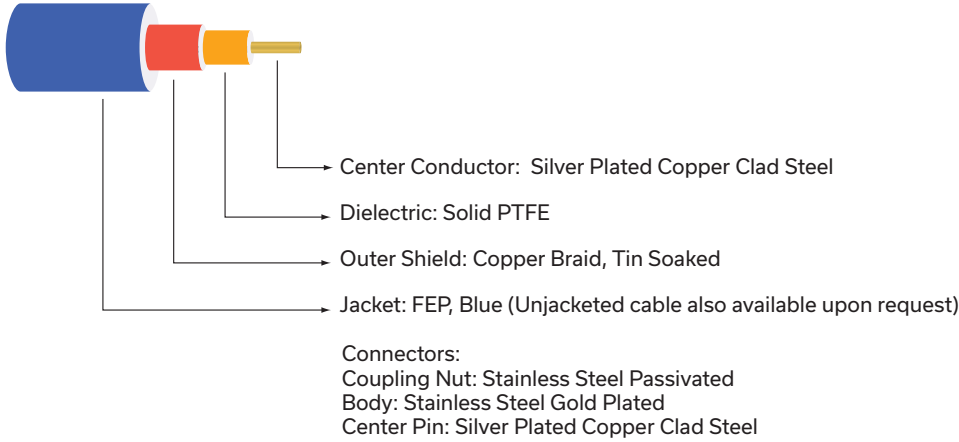 Center Conductor:  Silver Plated Copper Clad Steel
Dielectric: Solid PTFE
Outer Shield: Copper Braid, Tin Soaked
Jacket: FEP, Blue (Unjacketed cable also available upon request)
Connectors:
Coupling Nut: Stainless Steel Passivated
Body: Stainless Steel Gold Plated
Center Pin: Silver Plated Copper Clad Steel